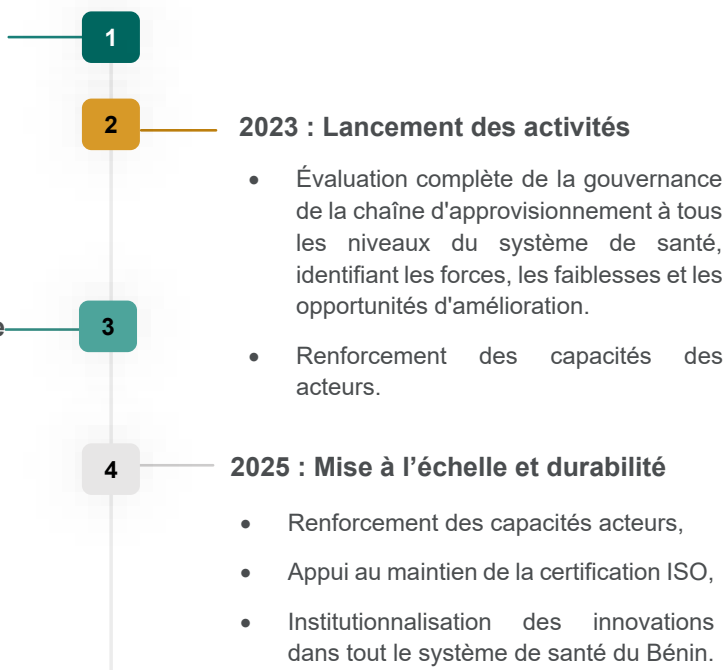 1
2
2023 : Lancement des activités
• Évaluation complète de la gouvernance
de la chaîne d'approvisionnement à tous
les niveaux du système de santé,
identifiant les forces, les faiblesses et les
opportunités d'amélioration.
e
3
• Renforcement des capacités des
acteurs.
4
2025 : Mise à l’échelle et durabilité
• Renforcement des capacités acteurs,
• Appui au maintien de la certification ISO,
• Institutionnalisation des innovations
dans tout le système de santé du Bénin.